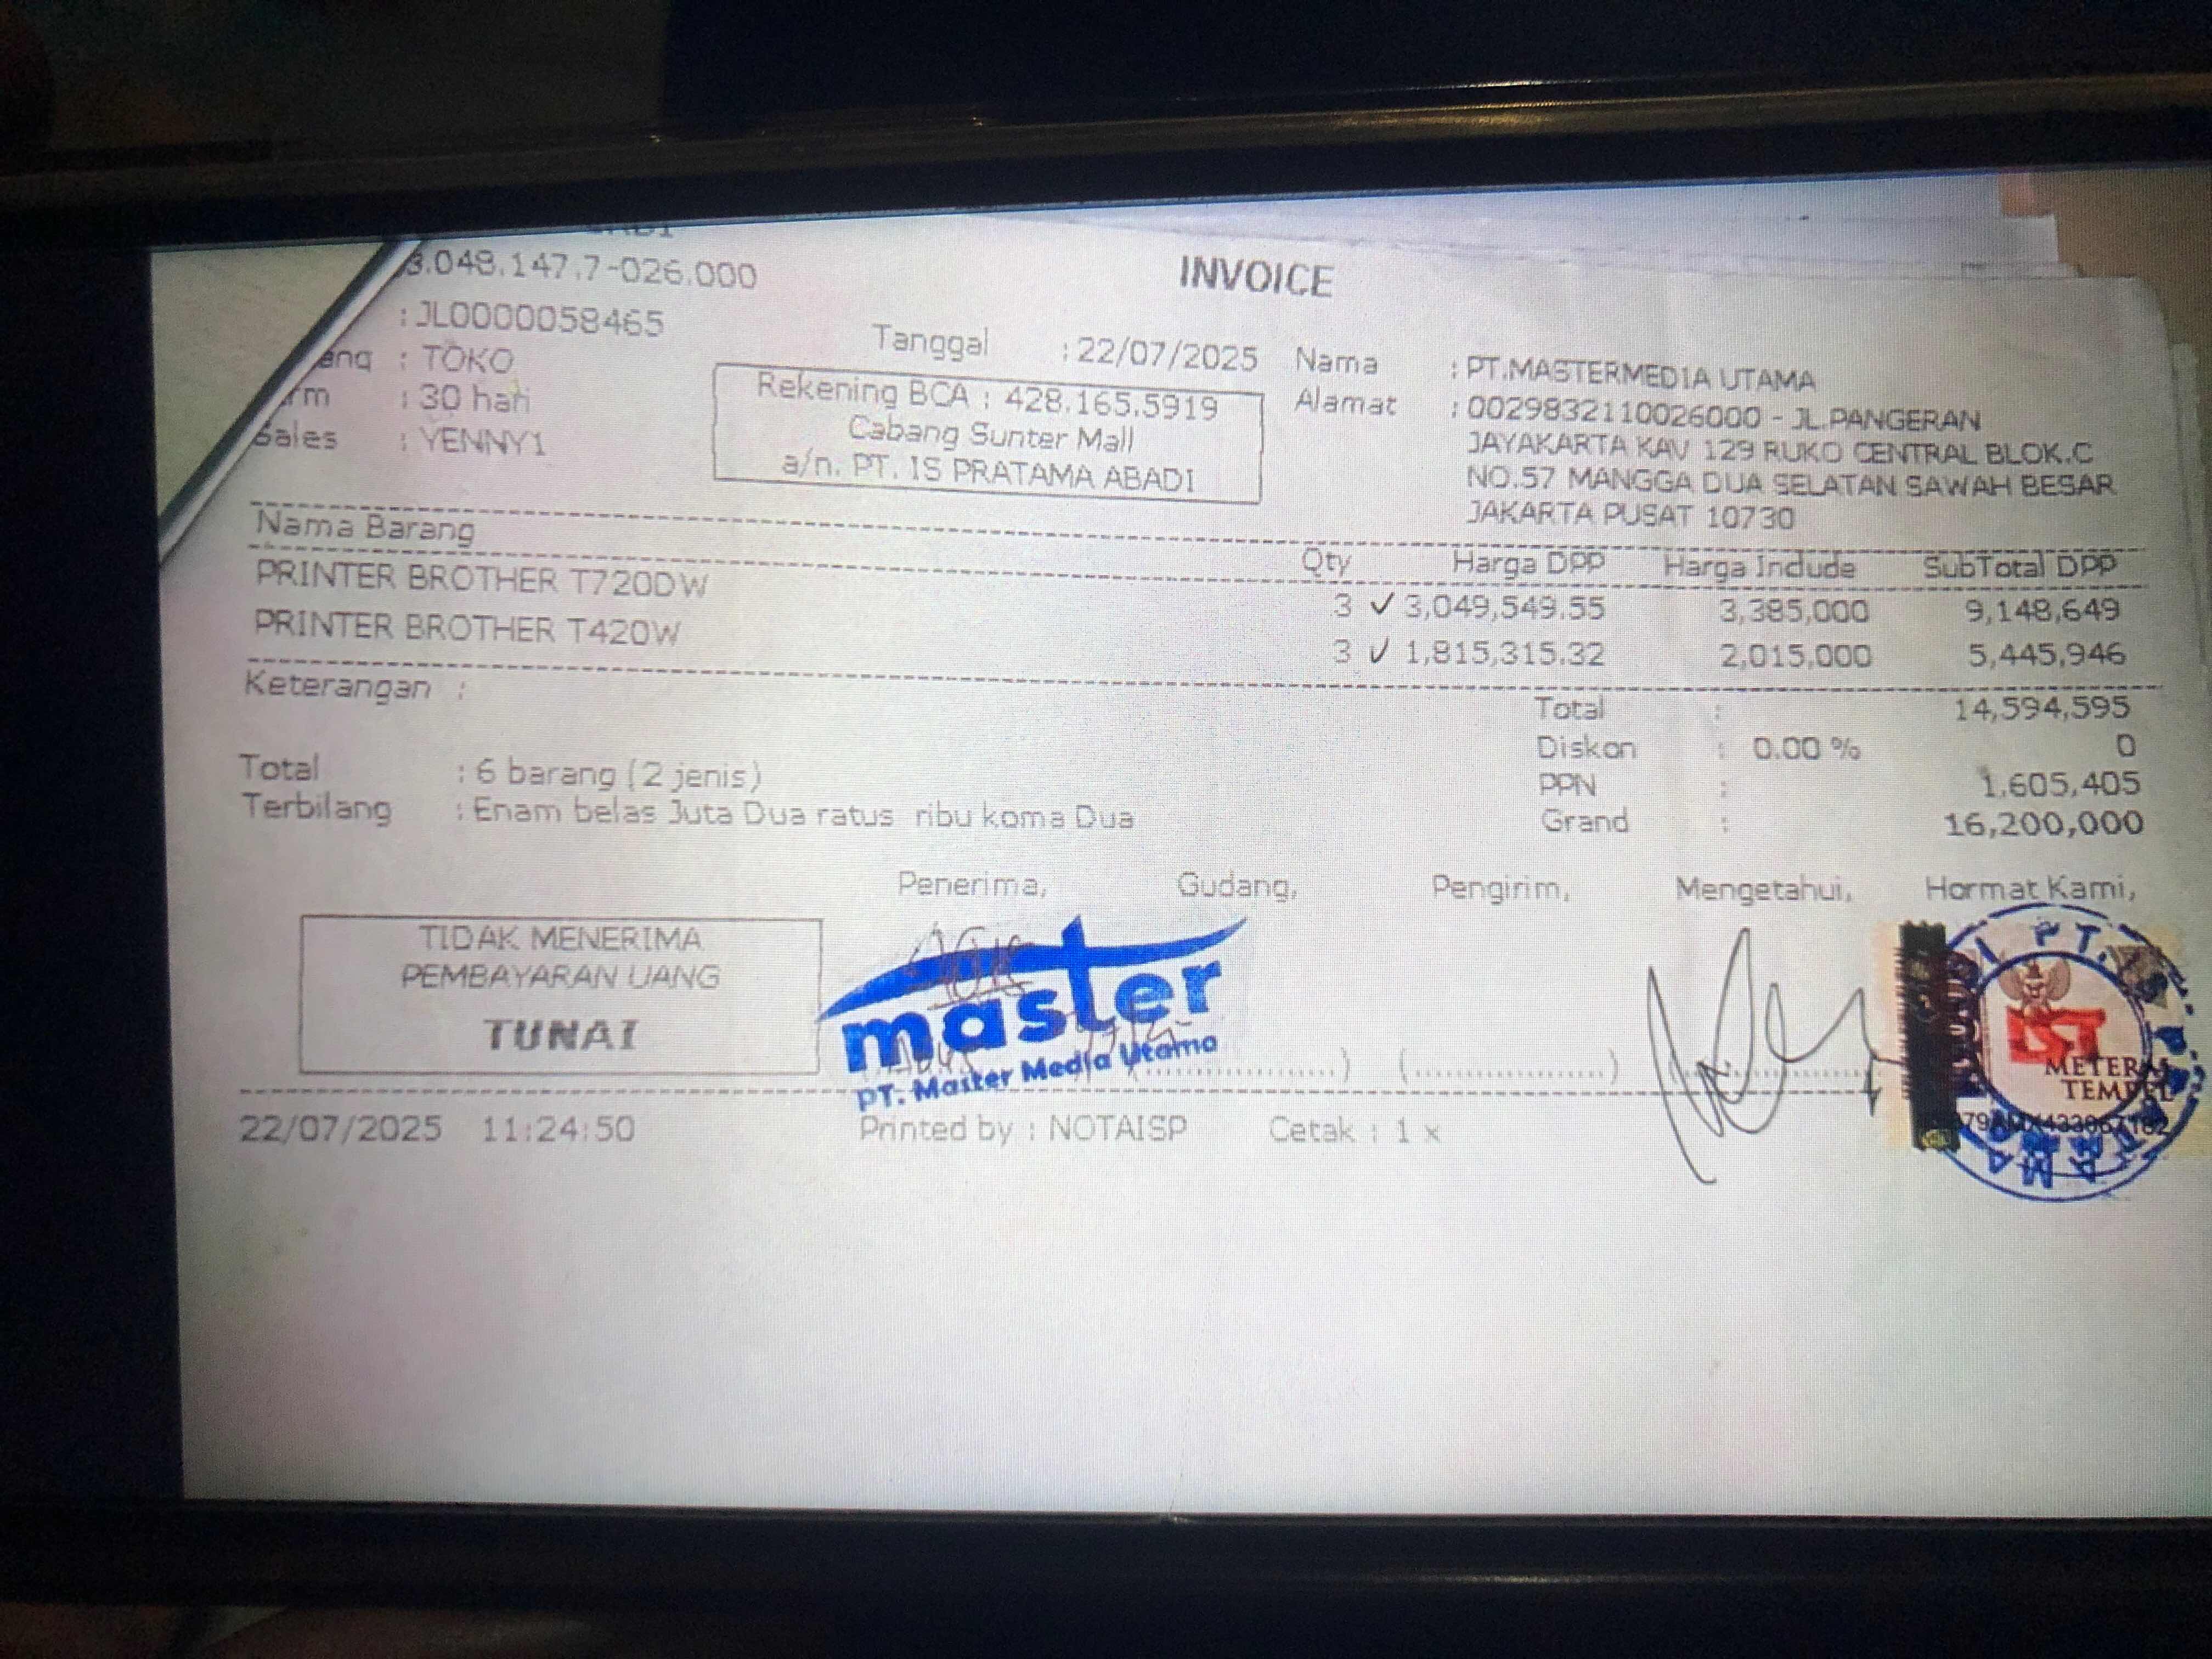 3.048.147.7-026.000
INVOICE
: JL0000058465
Tanggal : 22/07/2025
: TOKO
: 30 hari
Sales : YENNY1
Rekening BCA : 428.165.5919
Cabang Sunter Mall
a/n. PT. IS PRATAMA ABADI
Nama : PT.MASTERMEDIA UTAMA
Alamat : 0029832110026000 - JL.PANGERAN
JAYAKARTA KAV 129 RUKO CENTRAL BLOK.C
NO.57 MANGGA DUA SELATAN SAWAH BESAR
JAKARTA PUSAT 10730
Nama Barang Qty Harga DPP Harga Include SubTotal DPP
PRINTER BROTHER T720DW 3 ✓ 3,049,549.55 3,385,000 9,148,649
PRINTER BROTHER T420W 3 ✓ 1,815,315.32 2,015,000 5,445,946
Keterangan :
Total : 14,594,595
Diskon : 0.00 % 0
PPN : 1,605,405
Grand : 16,200,000
Total : 6 barang (2 jenis)
Terbilang : Enam belas Juta Dua ratus ribu koma Dua
Penerima, Gudang, Pengirim, Mengetahui, Hormat Kami,
TIDAK MENERIMA
PEMBAYARAN UANG
TUNAI
master
PT. Master Media Utama
METERAI
TEMPEL
22/07/2025 11:24:50 Printed by : NOTAISP Cetak : 1 x